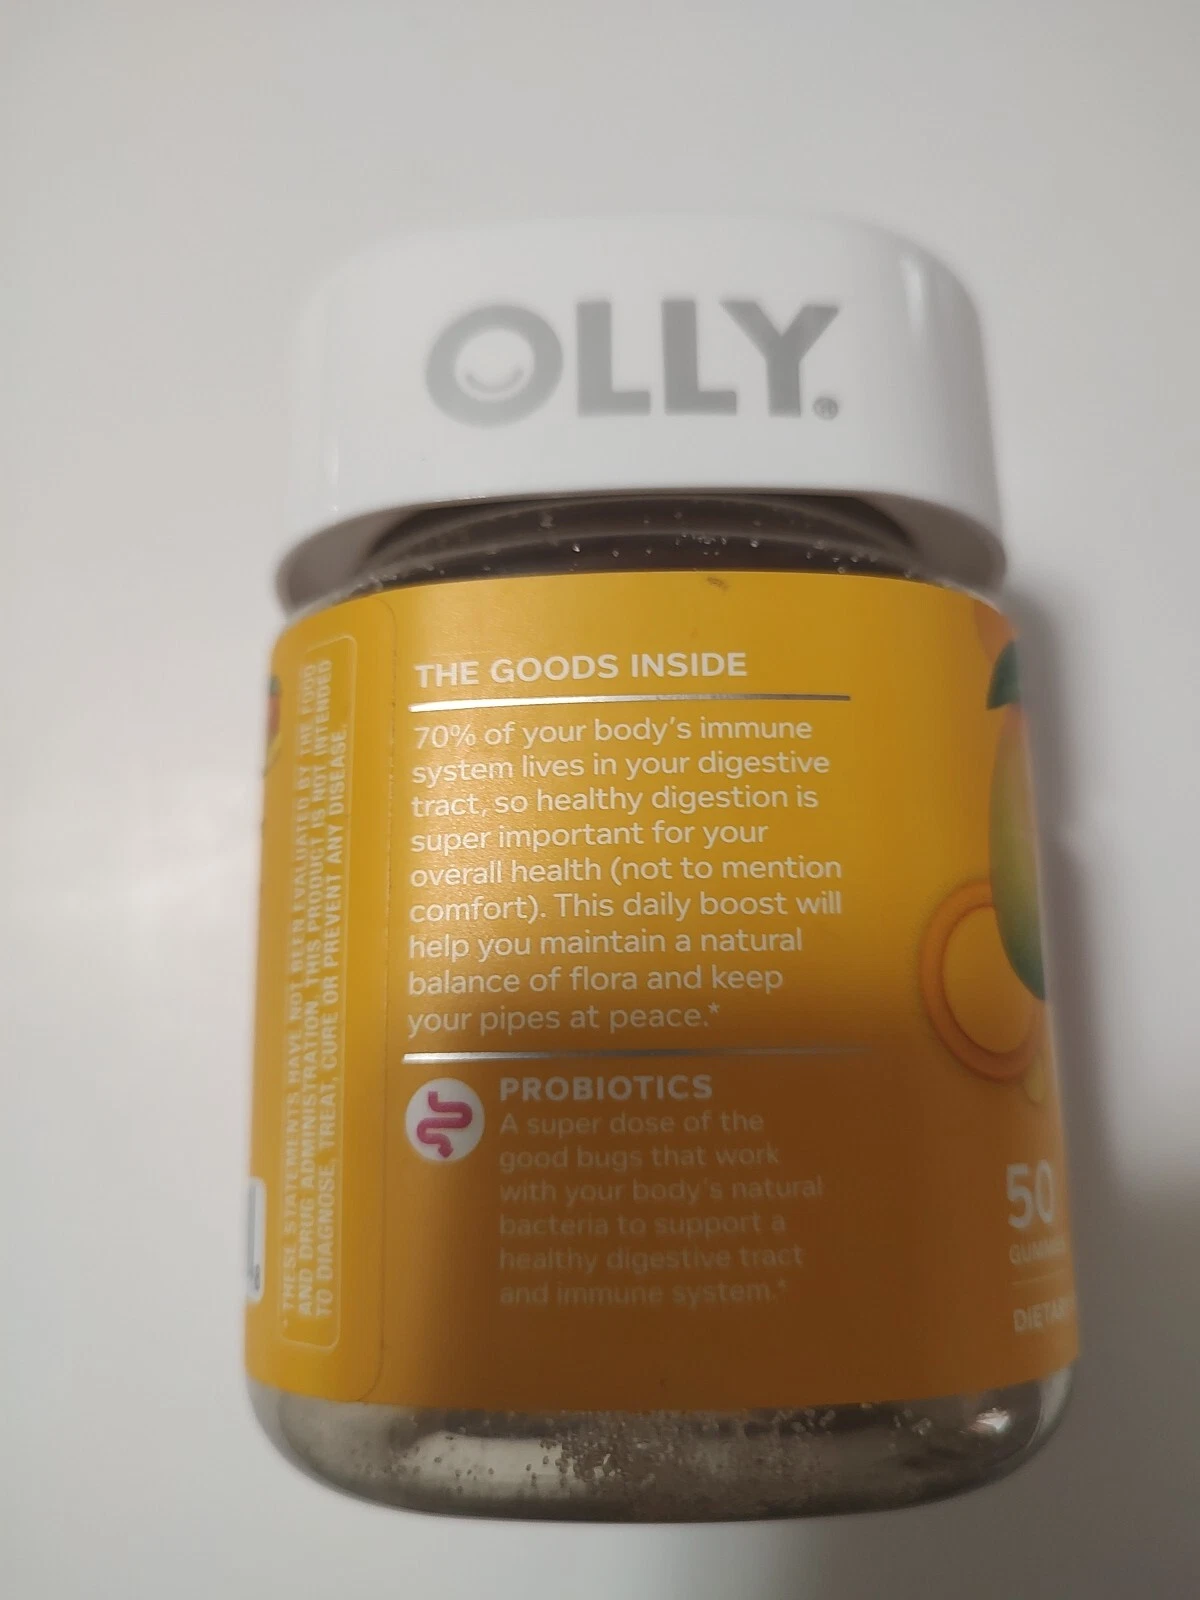 OLLY®
THE GOODS INSIDE
70% of your body's immune
system lives in your digestive
tract, so healthy digestion is
super important for your
overall health (not to mention
comfort). This daily boost will
help you maintain a natural
balance of flora and keep
your pipes at peace.*
PROBIOTICS
A super dose of the
good bugs that work
with your body's natural
bacteria to support a
healthy digestive tract
and immune system.*
*THESE STATEMENTS HAVE NOT BEEN EVALUATED BY THE FOOD
AND DRUG ADMINISTRATION. THIS PRODUCT IS NOT INTENDED
TO DIAGNOSE, TREAT, CURE OR PREVENT ANY DISEASE.
50